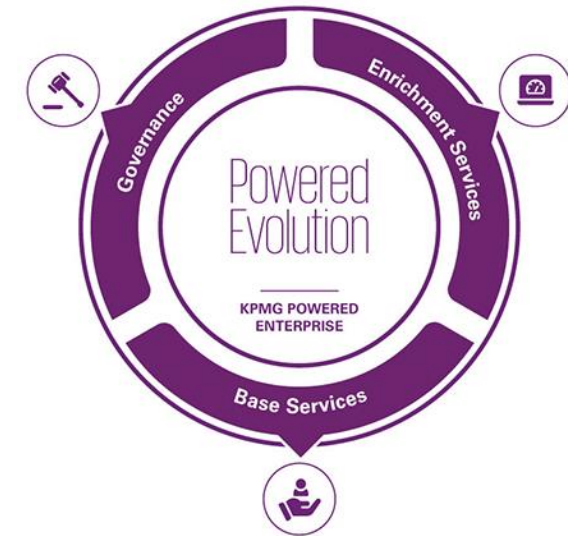 Governance
Enrichment Services
Powered
Evolution
KPMG POWERED
ENTERPRISE
Base Services